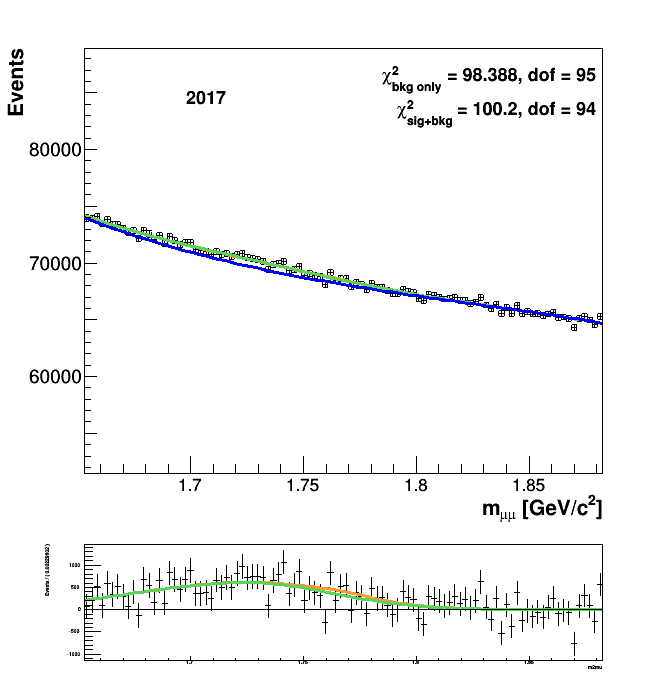 Events
2017
χ²bkg only = 98.388, dof = 95
χ²sig+bkg = 100.2, dof = 94
80000
70000
60000
1.7 1.75 1.8 1.85
mμμ [GeV/c²]
1000
500
0
-500
-1000
1.7 1.75 1.8 1.85
m2mu